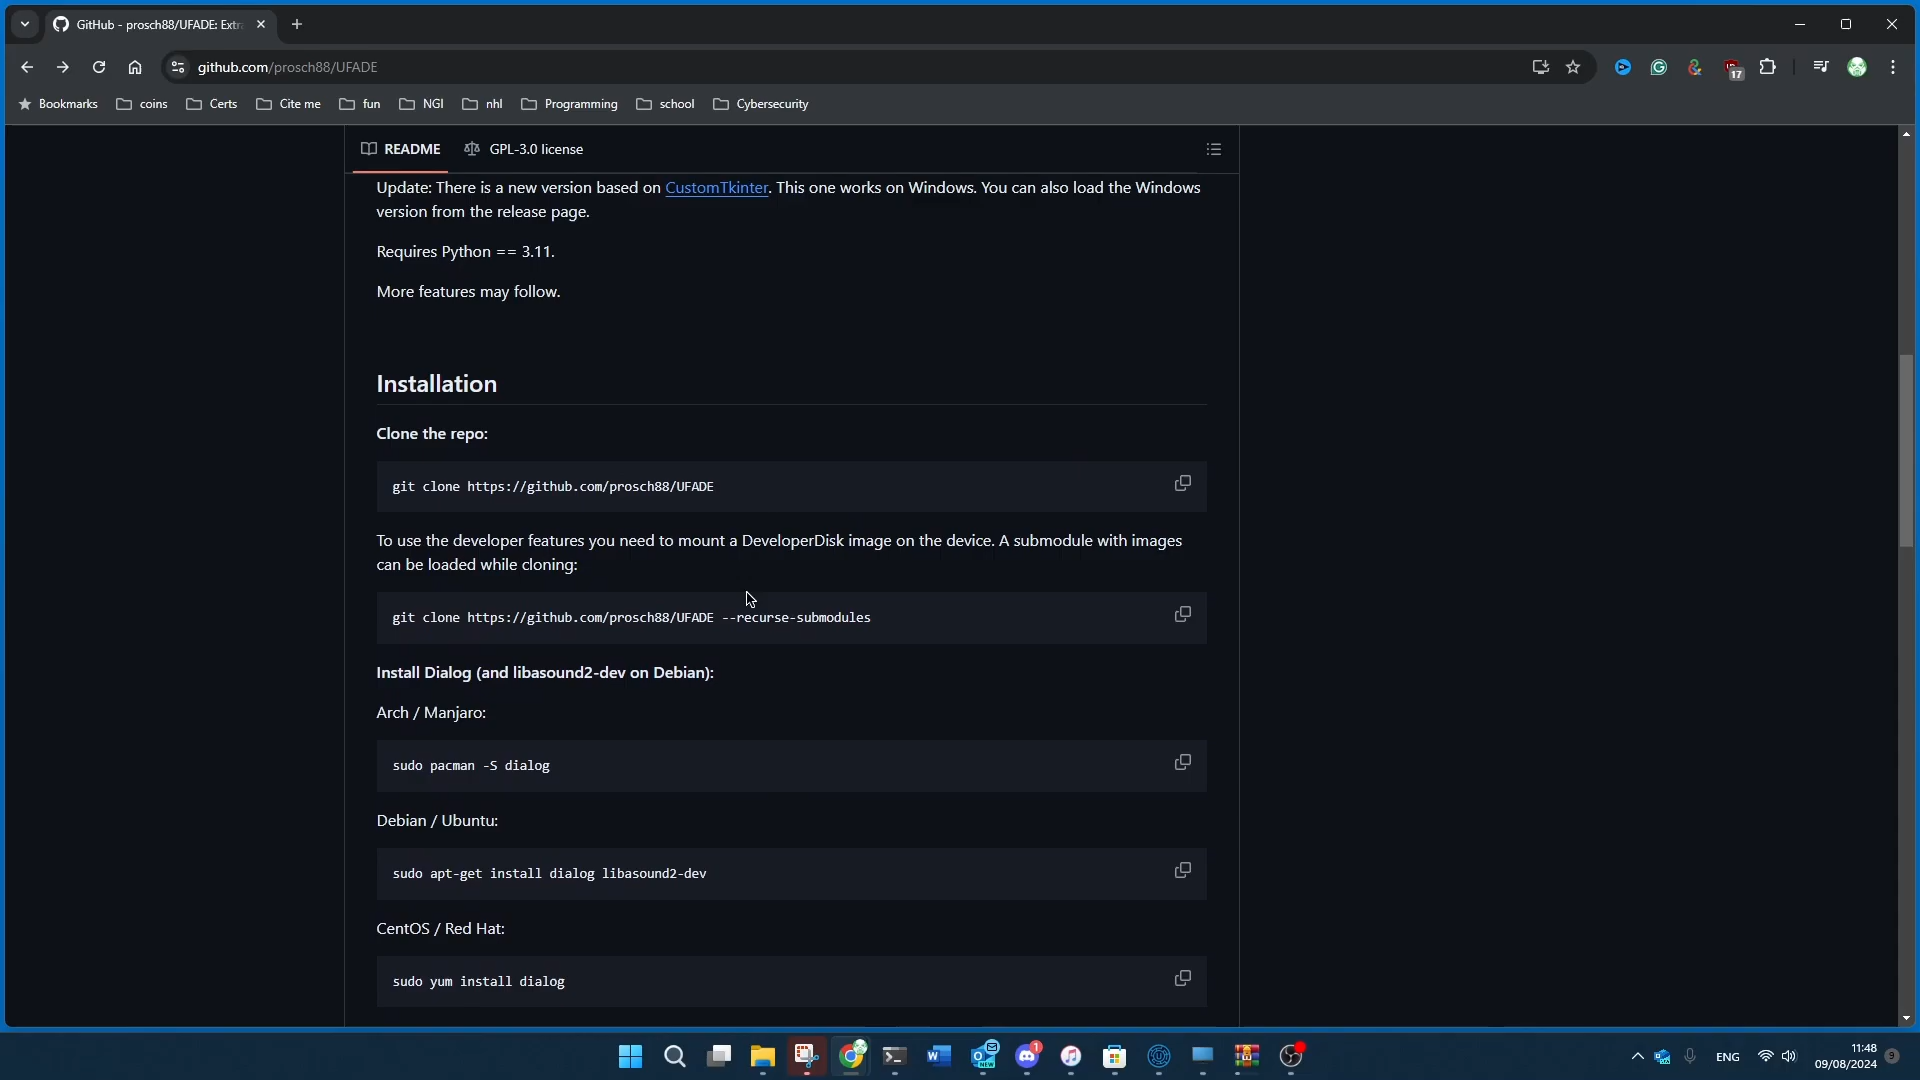 GitHub - prosch88/UFADE: Extr
github.com/prosch88/UFADE
17
Bookmarks
coins
Certs
Cite me
fun
NGI
nhl
Programming
school
Cybersecurity
README
GPL-3.0 license
Update: There is a new version based on CustomTkinter. This one works on Windows. You can also load the Windows
version from the release page.
Requires Python == 3.11.
More features may follow.
Installation
Clone the repo:
git clone https://github.com/prosch88/UFADE
To use the developer features you need to mount a DeveloperDisk image on the device. A submodule with images
can be loaded while cloning:
git clone https://github.com/prosch88/UFADE --recurse-submodules
Install Dialog (and libasound2-dev on Debian):
Arch / Manjaro:
sudo pacman -S dialog
Debian / Ubuntu:
sudo apt-get install dialog libasound2-dev
CentOS / Red Hat:
sudo yum install dialog
NEW
1
ENG
11:48
09/08/2024
9